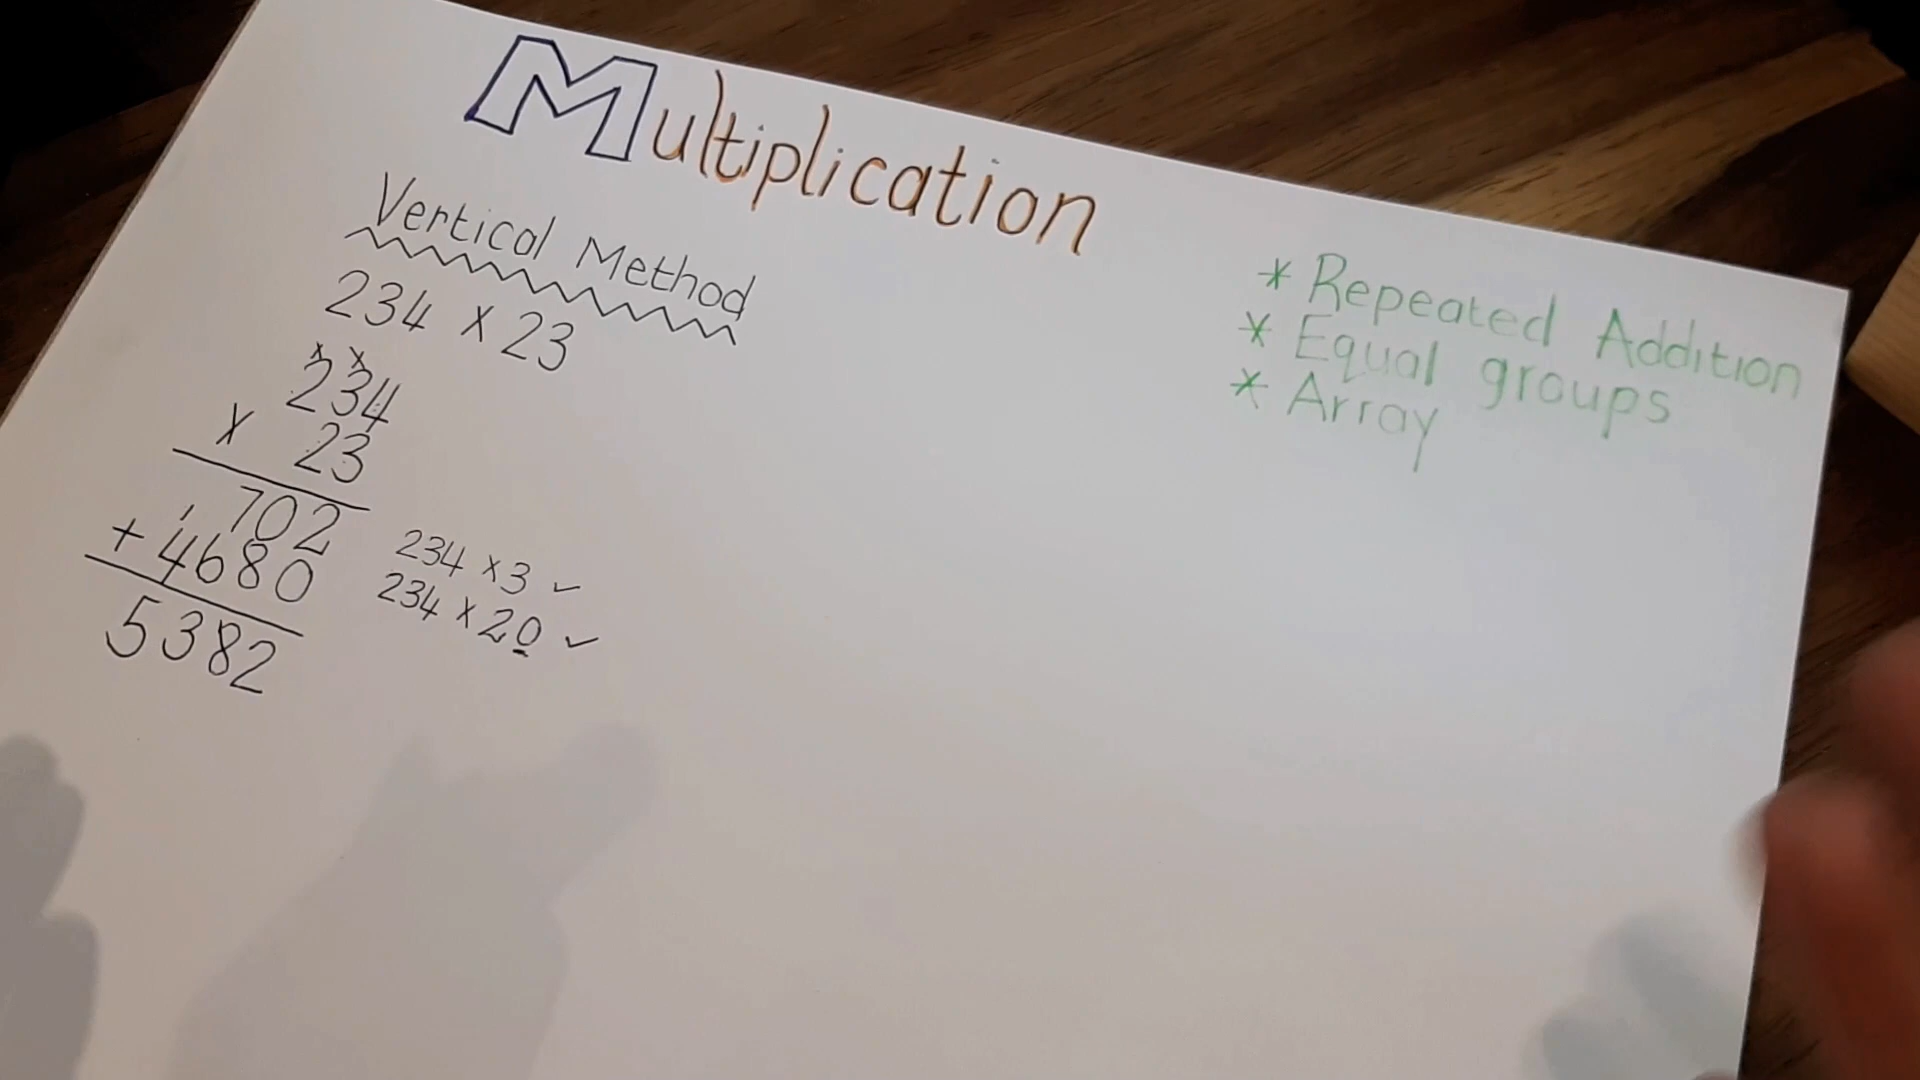 Multiplication
Vertical Method
234 x 23
234
x 23
702
+ 4680
5382
234 x 3 ✓
234 x 20 ✓
* Repeated Addition
* Equal groups
* Array